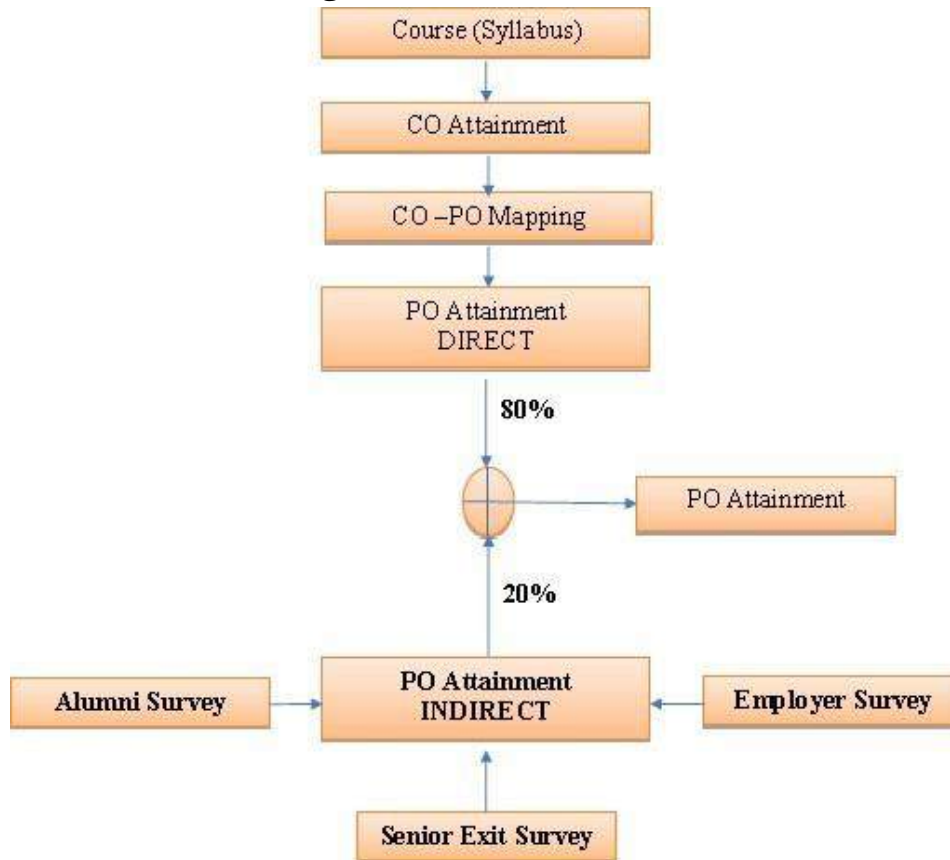 Course (Syllabus)
CO Attainment
CO –PO Mapping
PO Attainment
DIRECT
80%
PO Attainment
20%
PO Attainment
INDIRECT
Alumni Survey
Employer Survey
Senior Exit Survey